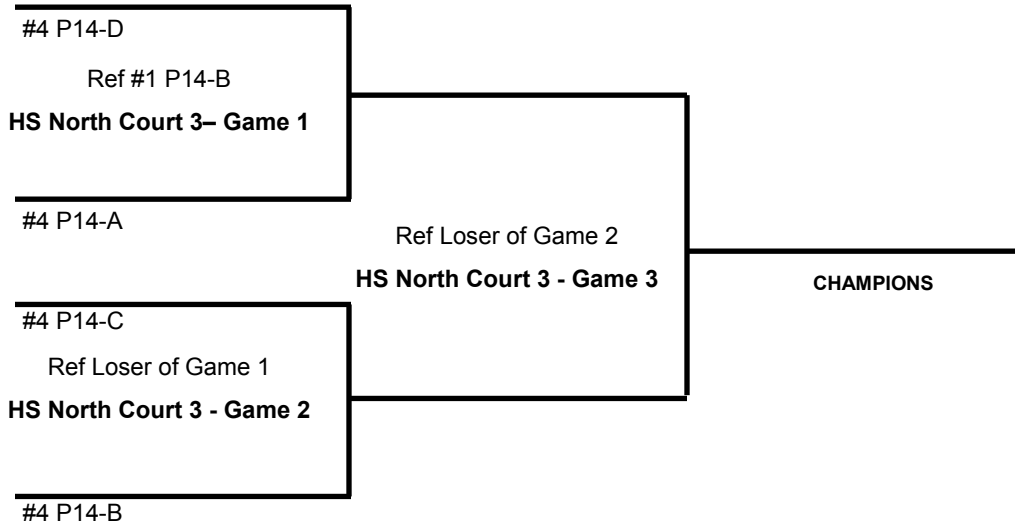 #4 P14-D
Ref #1 P14-B
HS North Court 3– Game 1
#4 P14-A
Ref Loser of Game 2
HS North Court 3 - Game 3
CHAMPIONS
#4 P14-C
Ref Loser of Game 1
HS North Court 3 - Game 2
#4 P14-B